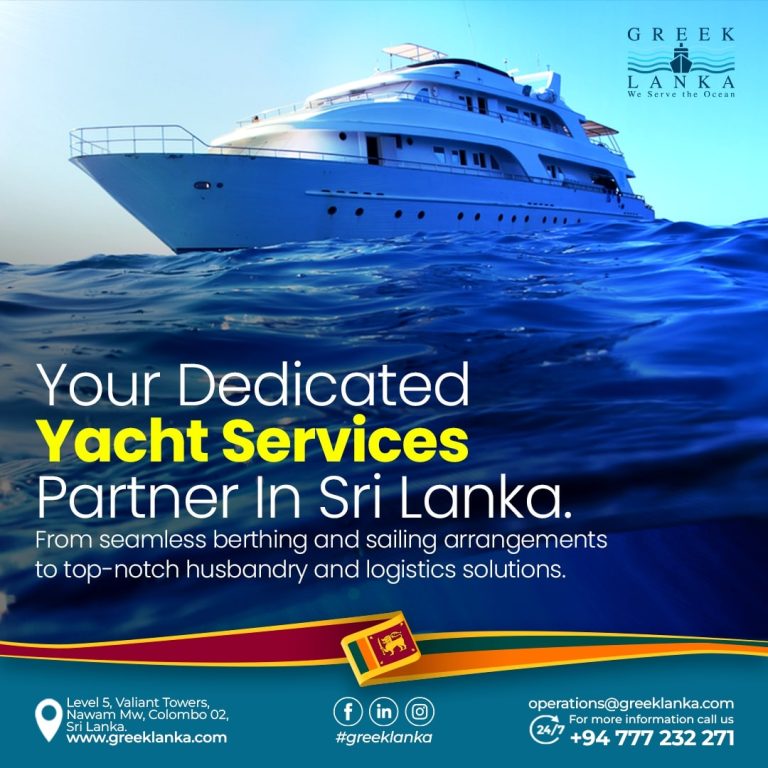 GREEK
LANKA
We Serve the Ocean
Your Dedicated
Yacht Services
Partner In Sri Lanka.
From seamless berthing and sailing arrangements
to top-notch husbandry and logistics solutions.
Level 5, Valiant Towers,
Nawam Mw, Colombo 02,
Sri Lanka.
www.greeklanka.com
f in
#greeklanka
operations@greeklanka.com
24/7
For more information call us
+94 777 232 271